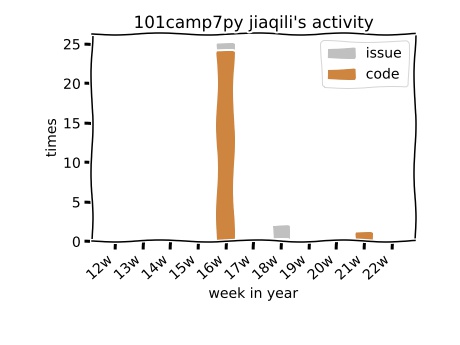 101camp7py jiaqili's activity
issue
code
25
20
15
10
5
0
times
12w 13w 14w 15w 16w 17w 18w 19w 20w 21w 22w
week in year